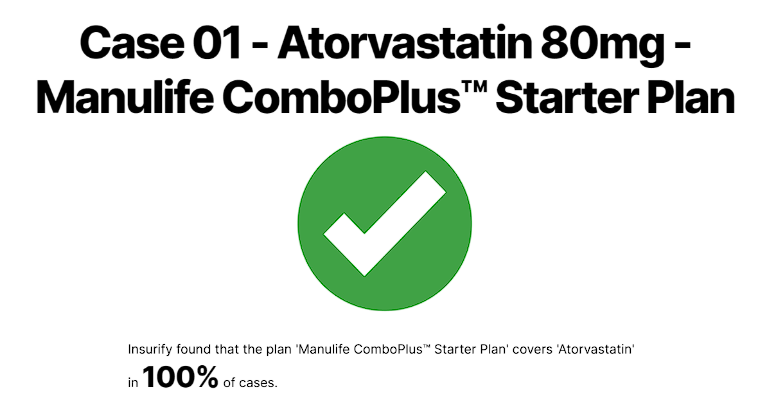 Case 01 - Atorvastatin 80mg -
Manulife ComboPlus™ Starter Plan
Insurify found that the plan 'Manulife ComboPlus™ Starter Plan' covers 'Atorvastatin'
in 100% of cases.